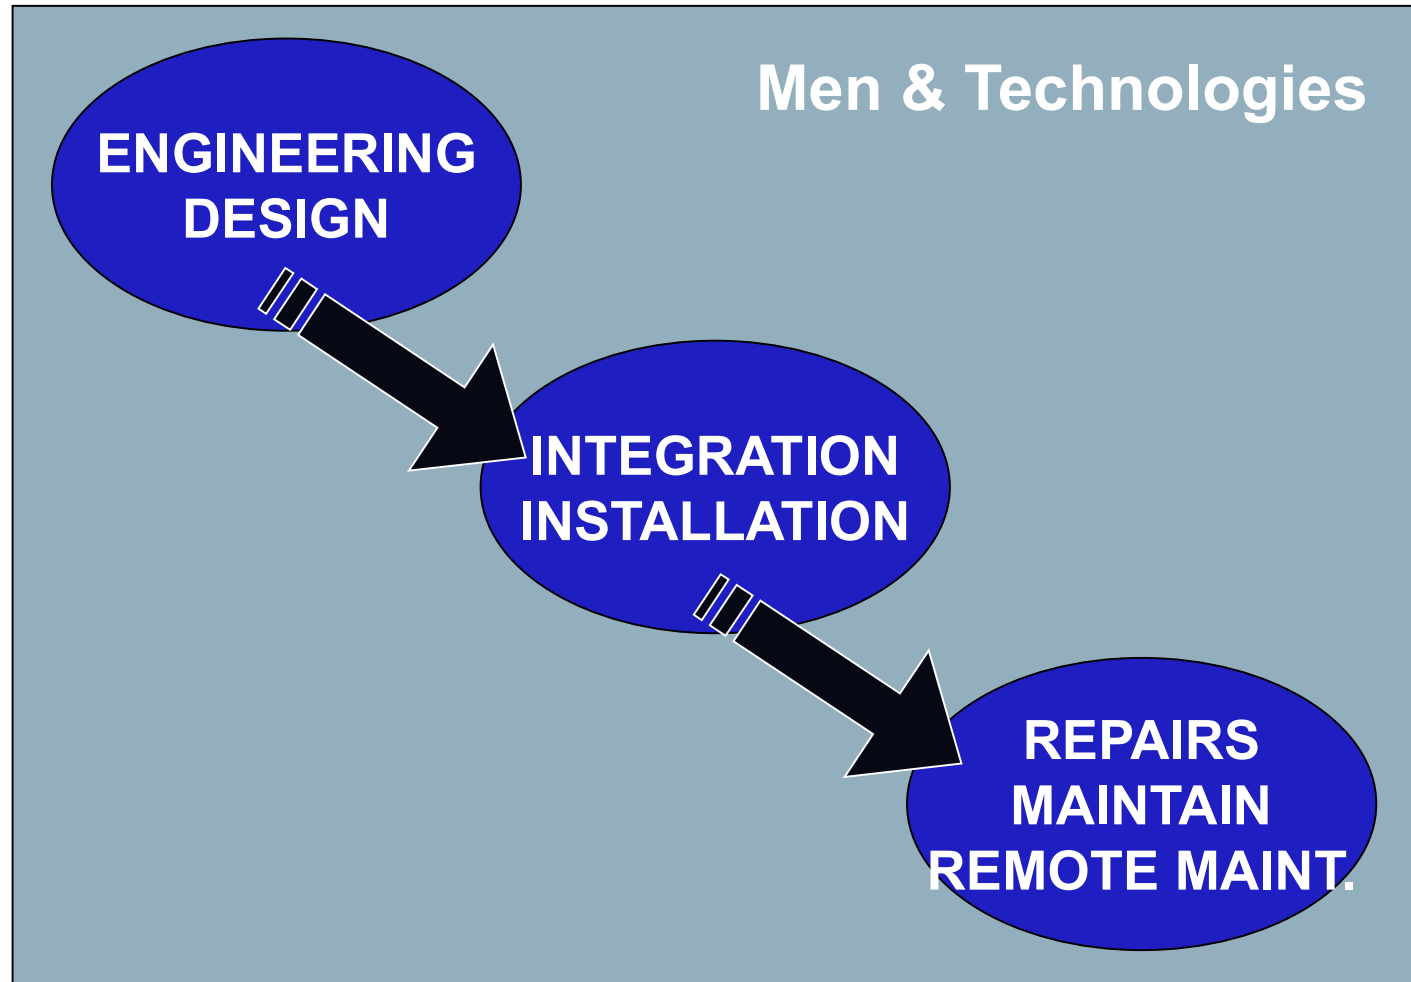 Men & Technologies
ENGINEERING
DESIGN
INTEGRATION
INSTALLATION
REPAIRS
MAINTAIN
REMOTE MAINT.